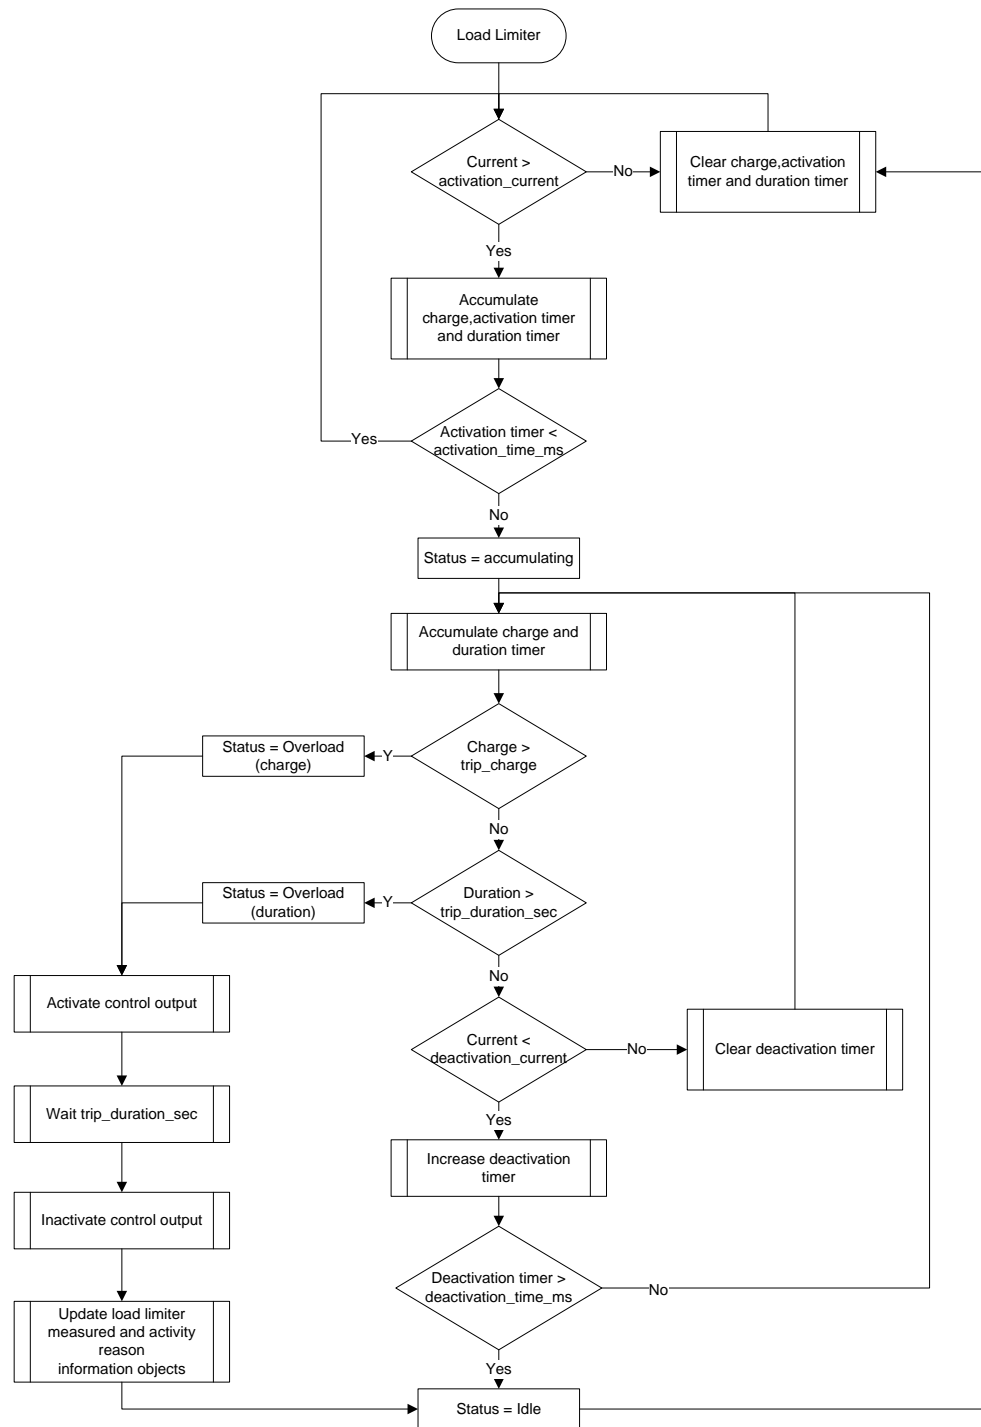 Load Limiter
Current >
activation_current
No
Clear charge,activation
timer and duration timer
Yes
Accumulate
charge,activation timer
and duration timer
Activation timer <
activation_time_ms
Yes
No
Status = accumulating
Accumulate charge and
duration timer
Charge >
trip_charge
Y
Status = Overload
(charge)
No
Duration >
trip_duration_sec
Y
Status = Overload
(duration)
No
Activate control output
Current <
deactivation_current
No
Clear deactivation timer
Yes
Wait trip_duration_sec
Increase deactivation
timer
Inactivate control output
Deactivation timer >
deactivation_time_ms
No
Update load limiter
measured and activity
reason
information objects
Yes
Status = Idle